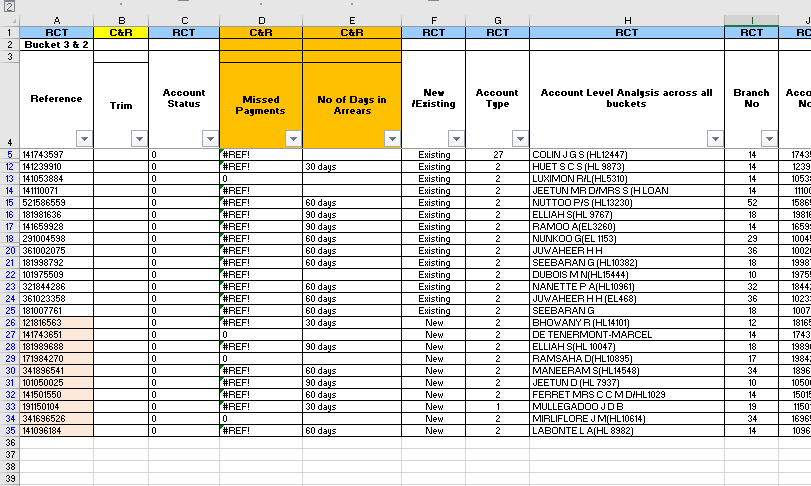 2
A B C D E F G H I J
1 RCT C&R RCT C&R C&R RCT RCT RCT RCT RC
2 Bucket 3 & 2
3
4 Reference Trim Account Status Missed Payments No of Days in Arrears New /Existing Account Type Account Level Analysis across all buckets Branch No Acco No
5 141743597 0 #REF! Existing 27 COLIN J G S (HL12447) 14 1743
12 141239910 0 #REF! 30 days Existing 2 HUET S C S (HL 9873) 14 1239
13 141053884 0 0 Existing 2 LUXIMON R/L(HL5310) 14 1053
14 141110071 0 #REF! Existing 2 JEETUN MR D/MRS S (H LOAN 14 1110
15 521586559 0 #REF! 60 days Existing 2 NUTTOO P/S (HL13230) 52 1586
16 181981636 0 #REF! 90 days Existing 2 ELLIAH S(HL 9767) 18 1981
17 141659928 0 #REF! 90 days Existing 2 RAMOO A(EL3260) 14 1659
18 291004598 0 #REF! 60 days Existing 2 NUNKOO G(EL 1153) 29 1004
20 361002075 0 #REF! 60 days Existing 2 JUWAHEER H H 36 1002
21 181998792 0 #REF! 60 days Existing 2 SEEBARAN G (HL10382) 18 1998
22 101975509 0 #REF! Existing 2 DUBOIS M N(HL15444) 10 1975
23 321844286 0 #REF! 60 days Existing 2 NANETTE P A(HL10961) 32 1844
24 361023358 0 #REF! 60 days Existing 2 JUWAHEER H H (EL468) 36 1023
25 181007761 0 #REF! 60 days Existing 2 SEEBARAN G 18 1007
26 121816563 0 #REF! 30 days New 2 BHOWANY R (HL14101) 12 1816
27 141743651 0 0 New 2 DE TENERMONT-MARCEL 14 1743
28 181989688 0 #REF! 90 days New 2 ELLIAH S(HL 10047) 18 1989
29 171984270 0 0 New 2 RAMSAHA D(HL10895) 17 1984
30 341896541 0 #REF! 60 days New 2 MANEERAM S(HL14548) 34 1896
31 101050025 0 #REF! 90 days New 2 JEETUN D (HL 7937) 10 1050
32 141501550 0 #REF! 60 days New 2 FERRET MRS C C M D/HL1029 14 1501
33 191150104 0 #REF! 30 days New 1 MULLEGADOO J D B 19 1150
34 341696526 0 0 New 2 MIRLIFLORE J M(HL10614) 34 1696
35 141096184 0 #REF! 60 days New 2 LABONTE L A(HL 8982) 14 1096
36
37
38
39